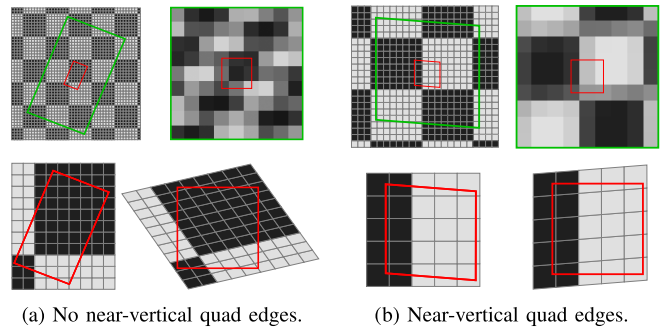 (a) No near-vertical quad edges.
(b) Near-vertical quad edges.